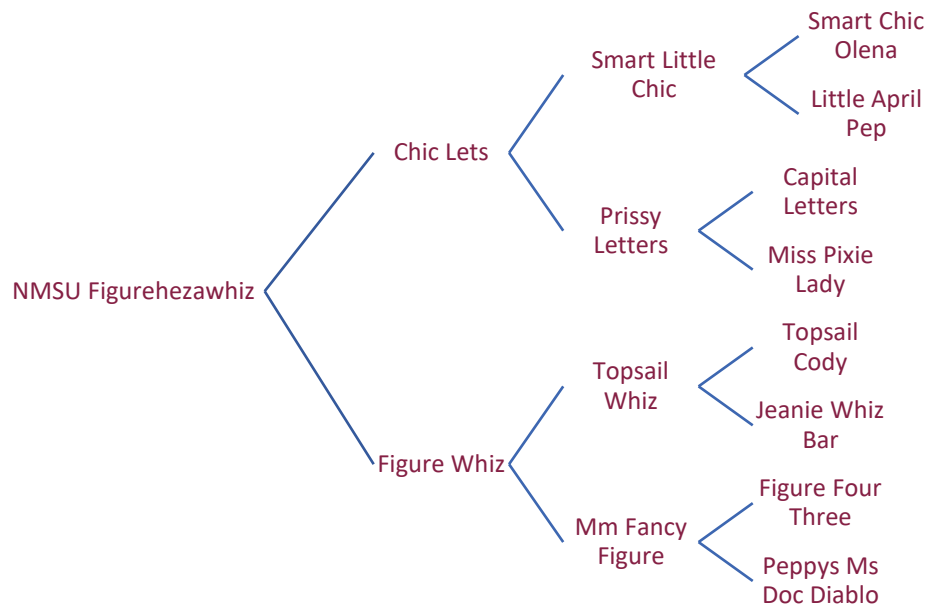 Smart Chic
Olena
Smart Little
Chic
Little April
Pep
Chic Lets
Capital
Letters
Prissy
Letters
Miss Pixie
Lady
NMSU Figurehezawhiz
Topsail
Cody
Topsail
Whiz
Jeanie Whiz
Bar
Figure Whiz
Figure Four
Three
Mm Fancy
Figure
Peppys Ms
Doc Diablo